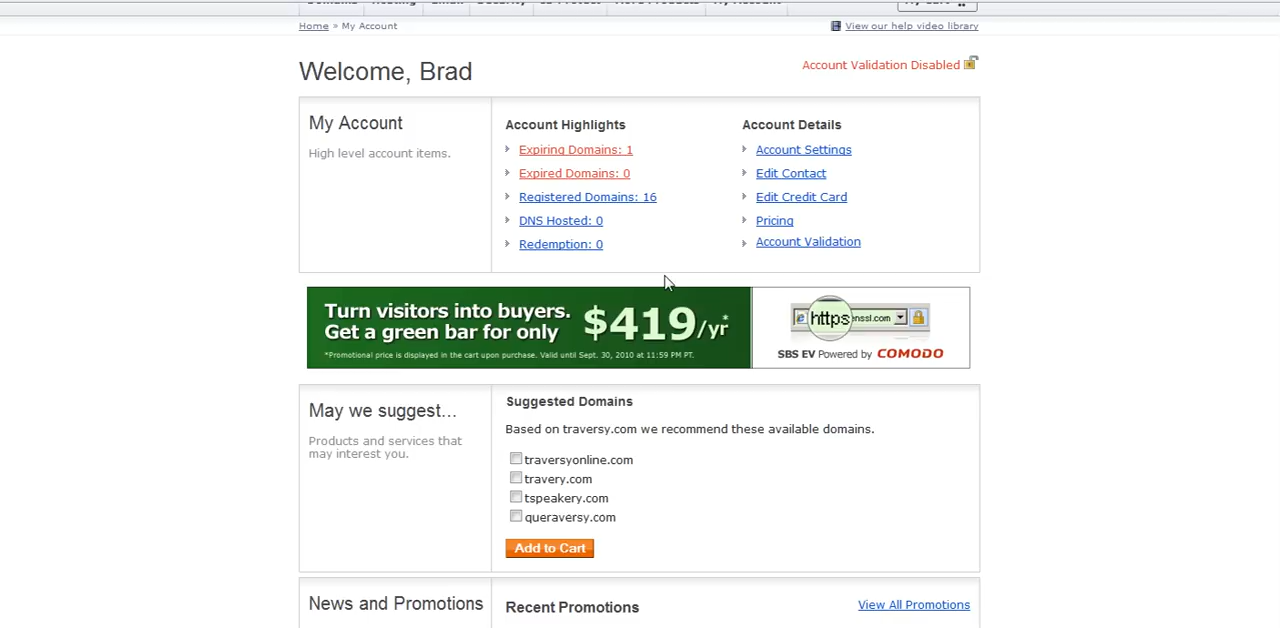 Home » My Account
View our help video library
Welcome, Brad
Account Validation Disabled
My Account
High level account items.
Account Highlights
Expiring Domains: 1
Expired Domains: 0
Registered Domains: 16
DNS Hosted: 0
Redemption: 0
Account Details
Account Settings
Edit Contact
Edit Credit Card
Pricing
Account Validation
Turn visitors into buyers.
Get a green bar for only
$419/yr*
*Promotional price is displayed in the cart upon purchase. Valid until Sept. 30, 2010 at 11:59 PM PT.
https
enssl.com
SBS EV Powered by COMODO
May we suggest...
Products and services that
may interest you.
Suggested Domains
Based on traversy.com we recommend these available domains.
traversyonline.com
travery.com
tspeakery.com
queraversy.com
Add to Cart
News and Promotions
Recent Promotions
View All Promotions